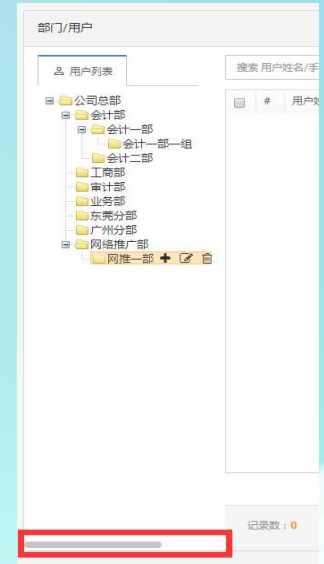 部门/用户
用户列表
搜索 用户姓名/手
# 用户姓
公司总部
会计部
会计一部
会计一部一组
会计二部
工商部
审计部
业务部
东莞分部
广州分部
网络推广部
网推一部
记录数：0